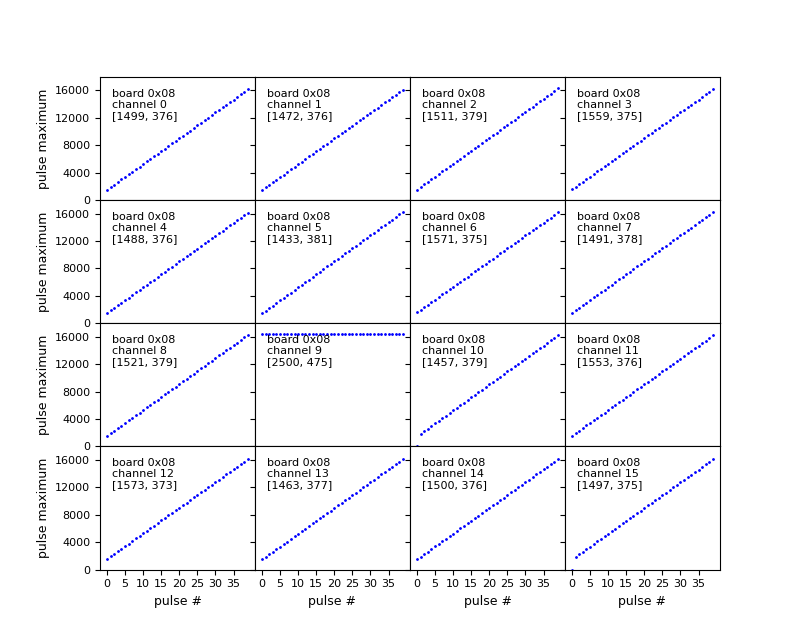 pulse maximum
16000
12000
8000
4000
0
board 0x08
channel 0
[1499, 376]
board 0x08
channel 1
[1472, 376]
board 0x08
channel 2
[1511, 379]
board 0x08
channel 3
[1559, 375]
pulse maximum
16000
12000
8000
4000
0
board 0x08
channel 4
[1488, 376]
board 0x08
channel 5
[1433, 381]
board 0x08
channel 6
[1571, 375]
board 0x08
channel 7
[1491, 378]
pulse maximum
16000
12000
8000
4000
0
board 0x08
channel 8
[1521, 379]
board 0x08
channel 9
[2500, 475]
board 0x08
channel 10
[1457, 379]
board 0x08
channel 11
[1553, 376]
pulse maximum
16000
12000
8000
4000
0
board 0x08
channel 12
[1573, 373]
board 0x08
channel 13
[1463, 377]
board 0x08
channel 14
[1500, 376]
board 0x08
channel 15
[1497, 375]
0 5 10 15 20 25 30 35
0 5 10 15 20 25 30 35
0 5 10 15 20 25 30 35
0 5 10 15 20 25 30 35
pulse #
pulse #
pulse #
pulse #